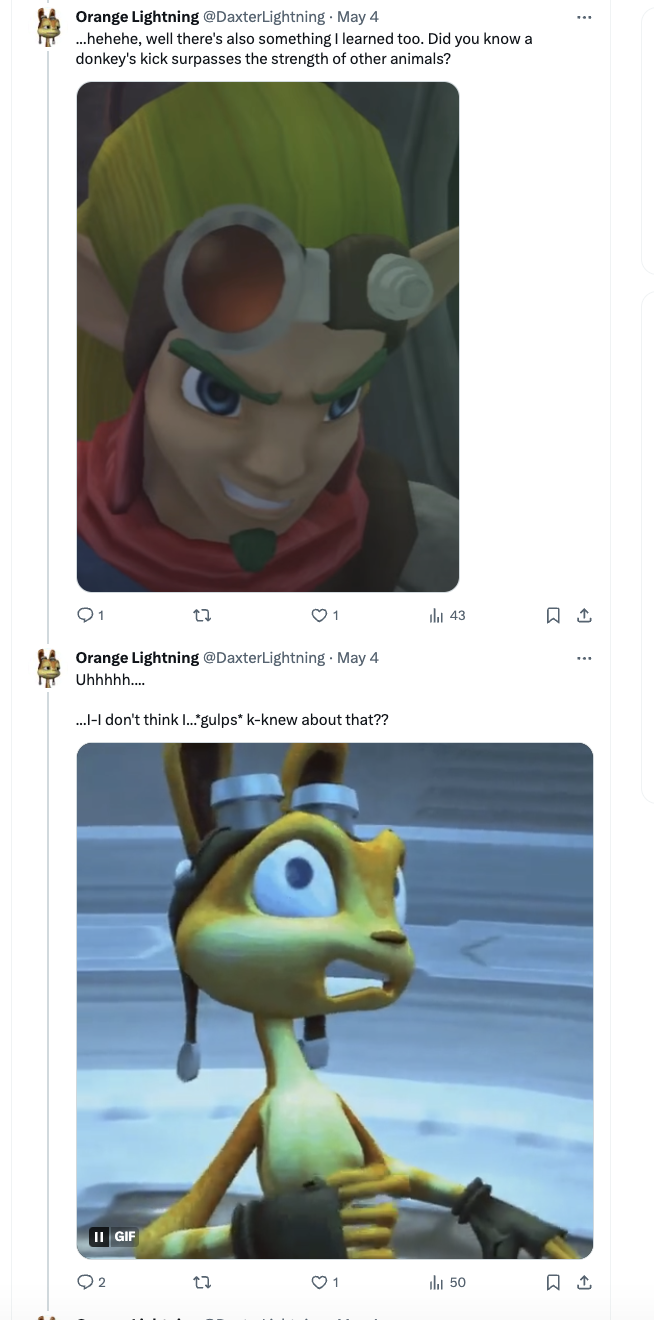 Orange Lightning @DaxterLightning · May 4
...hehehe, well there's also something I learned too. Did you know a
donkey's kick surpasses the strength of other animals?
1 1 43
Orange Lightning @DaxterLightning · May 4
Uhhhhh....
...I-I don't think I...*gulps* k-knew about that??
GIF
2 1 50